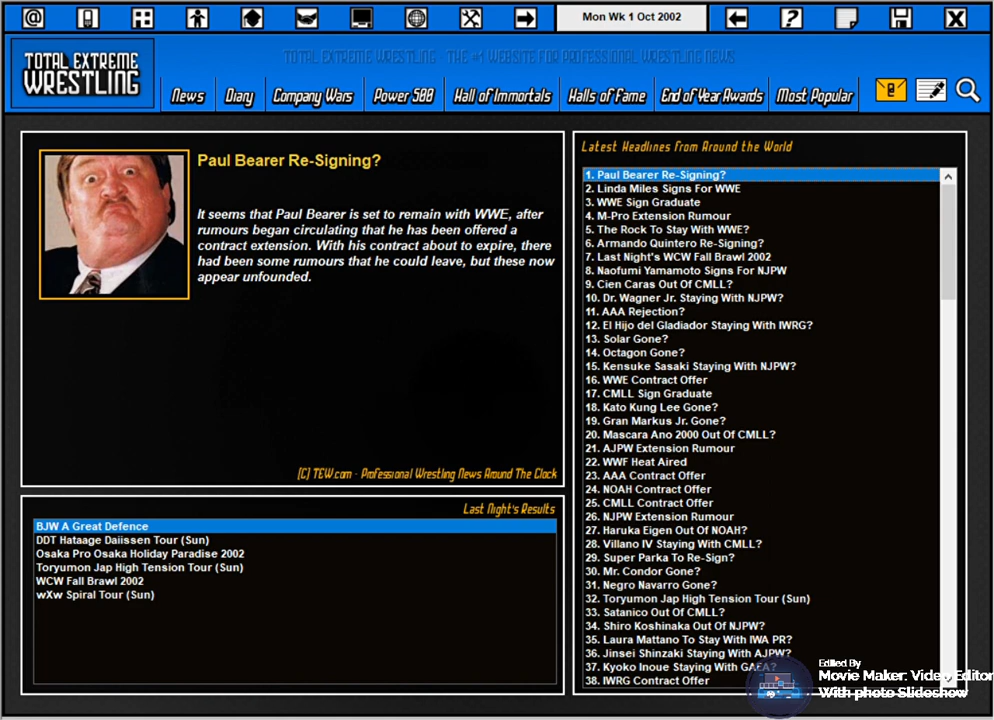 Mon Wk 1 Oct 2002
TOTAL EXTREME
WRESTLING
TOTAL EXTREME WRESTLING THE #1 WEBSITE FOR PROFESSIONAL WRESTLING NEWS
News Diary Company Wars Power 500 Hall of Immortals Halls of Fame End of Year Awards Most Popular
Paul Bearer Re-Signing?
It seems that Paul Bearer is set to remain with WWE, after
rumours began circulating that he has been offered a
contract extension. With his contract about to expire, there
had been some rumours that he could leave, but these now
appear unfounded.
(C) TEW.com - Professional Wrestling News Around The Clock
Last Night's Results
BJW A Great Defence
DDT Hataage Daiissen Tour (Sun)
Osaka Pro Osaka Holiday Paradise 2002
Toryumon Jap High Tension Tour (Sun)
WCW Fall Brawl 2002
wXw Spiral Tour (Sun)
Latest Headlines From Around the World
1. Paul Bearer Re-Signing?
2. Linda Miles Signs For WWE
3. WWE Sign Graduate
4. M-Pro Extension Rumour
5. The Rock To Stay With WWE?
6. Armando Quintero Re-Signing?
7. Last Night's WCW Fall Brawl 2002
8. Naofumi Yamamoto Signs For NJPW
9. Cien Caras Out Of CMLL?
10. Dr. Wagner Jr. Staying With NJPW?
11. AAA Rejection?
12. El Hijo del Gladiador Staying With IWRG?
13. Solar Gone?
14. Octagon Gone?
15. Kensuke Sasaki Staying With NJPW?
16. WWE Contract Offer
17. CMLL Sign Graduate
18. Kato Kung Lee Gone?
19. Gran Markus Jr. Gone?
20. Mascara Ano 2000 Out Of CMLL?
21. AJPW Extension Rumour
22. WWF Heat Aired
23. AAA Contract Offer
24. NOAH Contract Offer
25. CMLL Contract Offer
26. NJPW Extension Rumour
27. Haruka Eigen Out Of NOAH?
28. Villano IV Staying With CMLL?
29. Super Parka To Re-Sign?
30. Mr. Condor Gone?
31. Negro Navarro Gone?
32. Toryumon Jap High Tension Tour (Sun)
33. Satanico Out Of CMLL?
34. Shiro Koshinaka Out Of NJPW?
35. Laura Mattano To Stay With IWA PR?
36. Jinsei Shinzaki Staying With AJPW?
37. Kyoko Inoue Staying With GAEA?
38. IWRG Contract Offer
Edited By
Movie Maker: Video Editor
With photo Slideshow